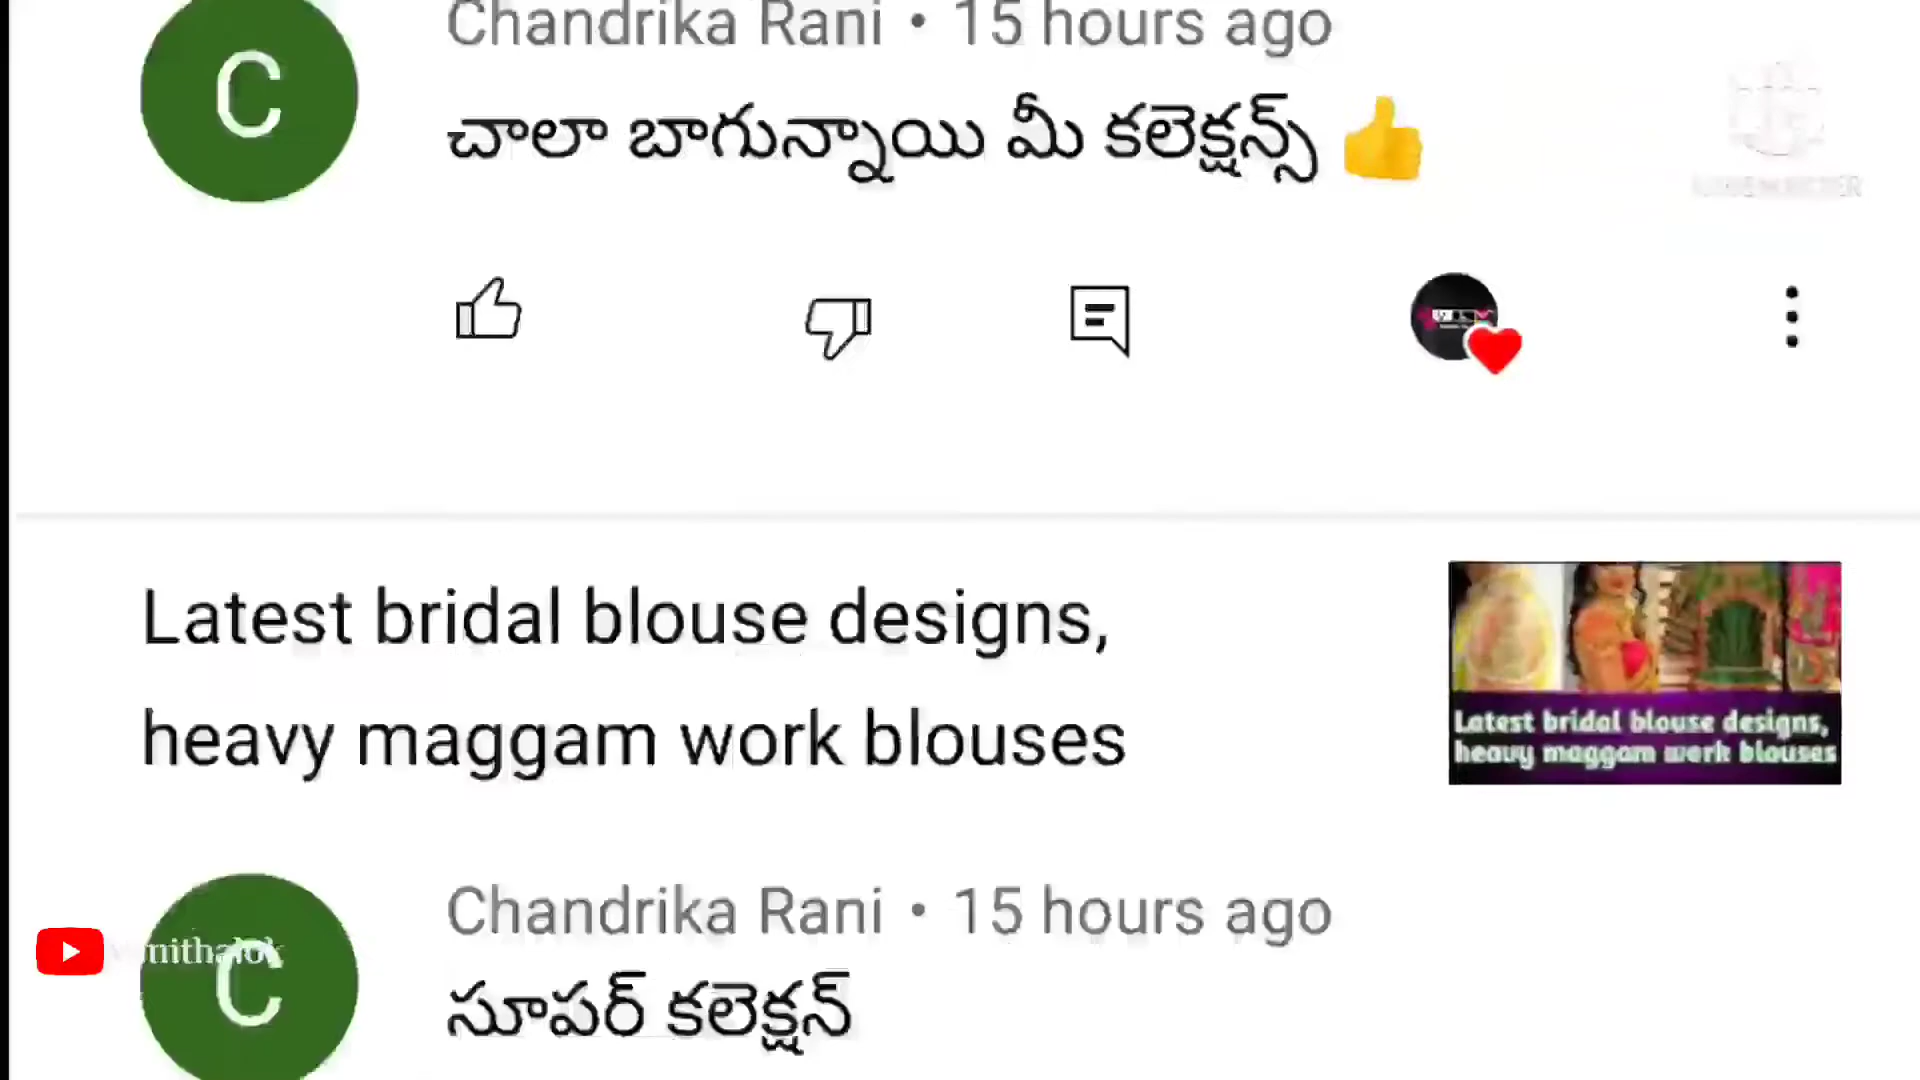 Chandrika Rani • 15 hours ago
C
చాలా బాగున్నాయి మీ కలెక్షన్స్ 👍
Latest bridal blouse designs,
heavy maggam work blouses
Latest bridal blouse designs,
heavy maggam work blouses
Chandrika Rani • 15 hours ago
C
సూపర్ కలెక్షన్